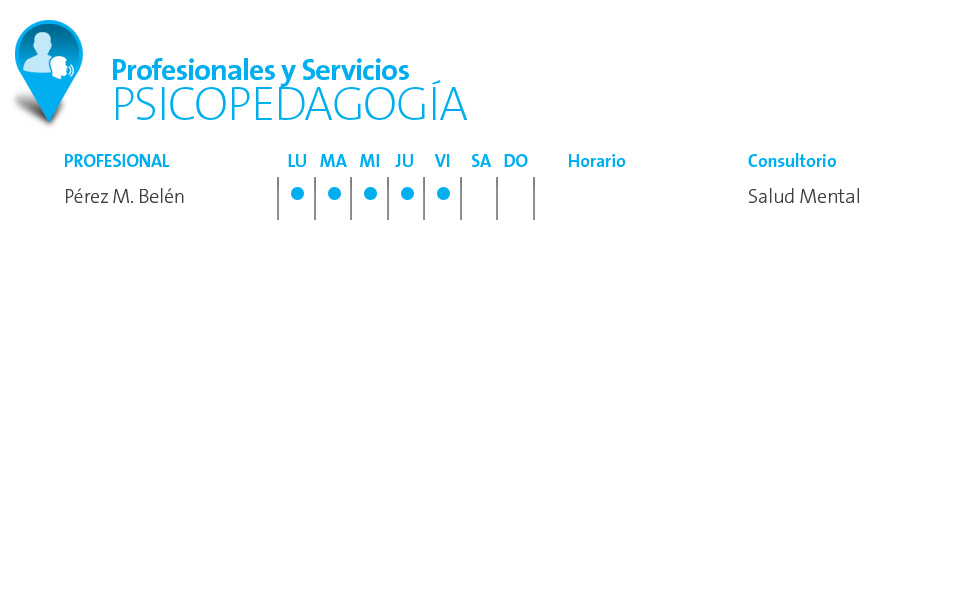 Profesionales y Servicios
PSICOPEDAGOGÍA
PROFESIONAL LU MA MI JU VI SA DO Horario Consultorio
Pérez M. Belén Salud Mental